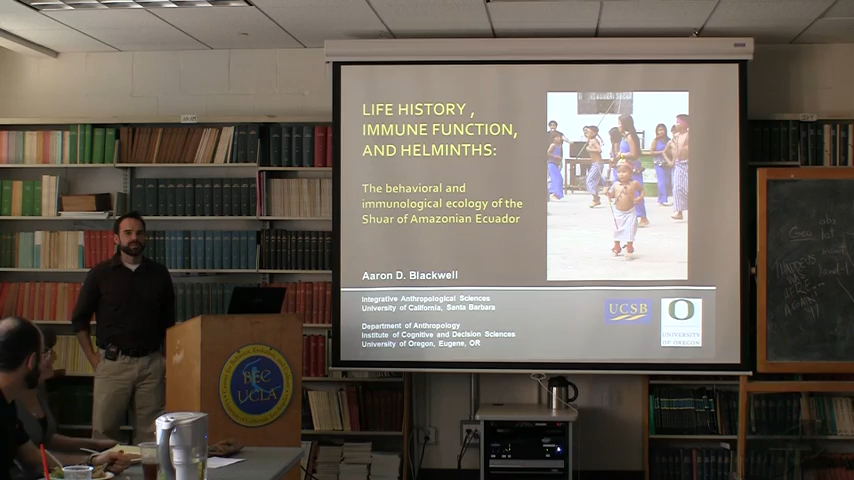 LIFE HISTORY ,
IMMUNE FUNCTION,
AND HELMINTHS:
The behavioral and
immunological ecology of the
Shuar of Amazonian Ecuador
Aaron D. Blackwell
Integrative Anthropological Sciences
University of California, Santa Barbara
Department of Anthropology
Institute of Cognitive and Decision Sciences
University of Oregon, Eugene, OR
UCSB
O
UNIVERSITY
OF OREGON
BEC
UCLA